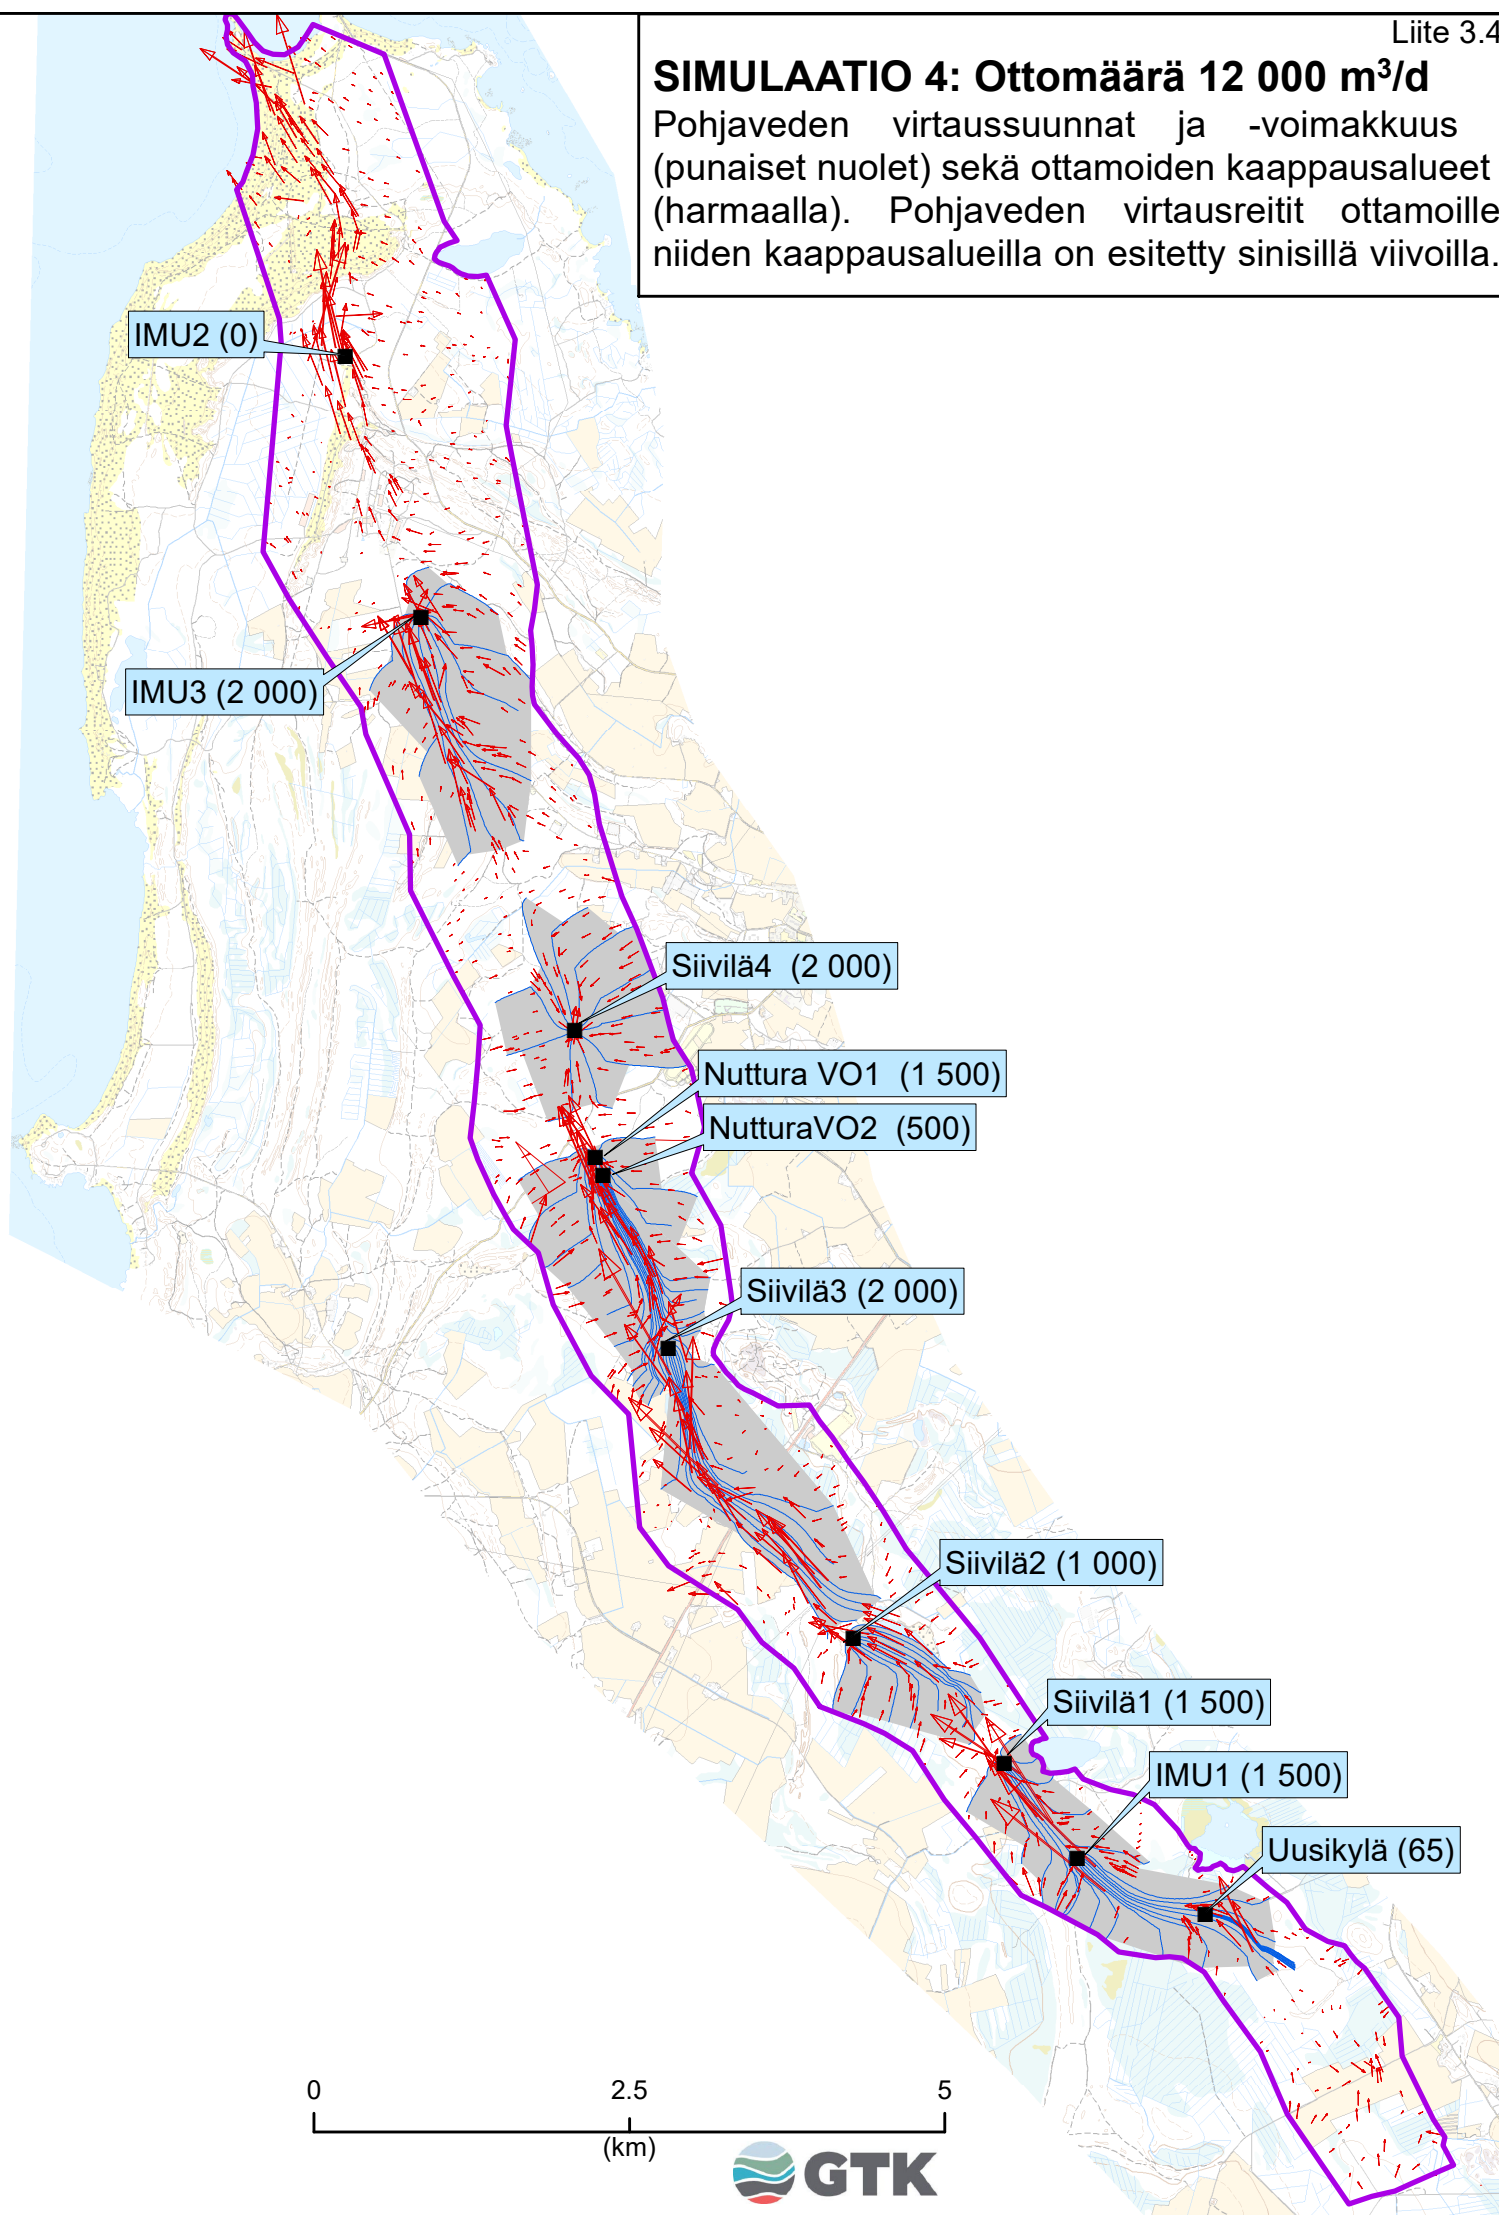 Liite 3.4
SIMULAATIO 4: Ottomäärä 12 000 m³/d
Pohjaveden virtaussuunnat ja -voimakkuus
(punaiset nuolet) sekä ottamoiden kaappausalueet
(harmaalla). Pohjaveden virtausreitit ottamoille
niiden kaappausalueilla on esitetty sinisillä viivoilla.
IMU2 (0)
IMU3 (2 000)
Siivilä4 (2 000)
Nuttura VO1 (1 500)
NutturaVO2 (500)
Siivilä3 (2 000)
Siivilä2 (1 000)
Siivilä1 (1 500)
IMU1 (1 500)
Uusikylä (65)
0 2.5 5
(km)
GTK